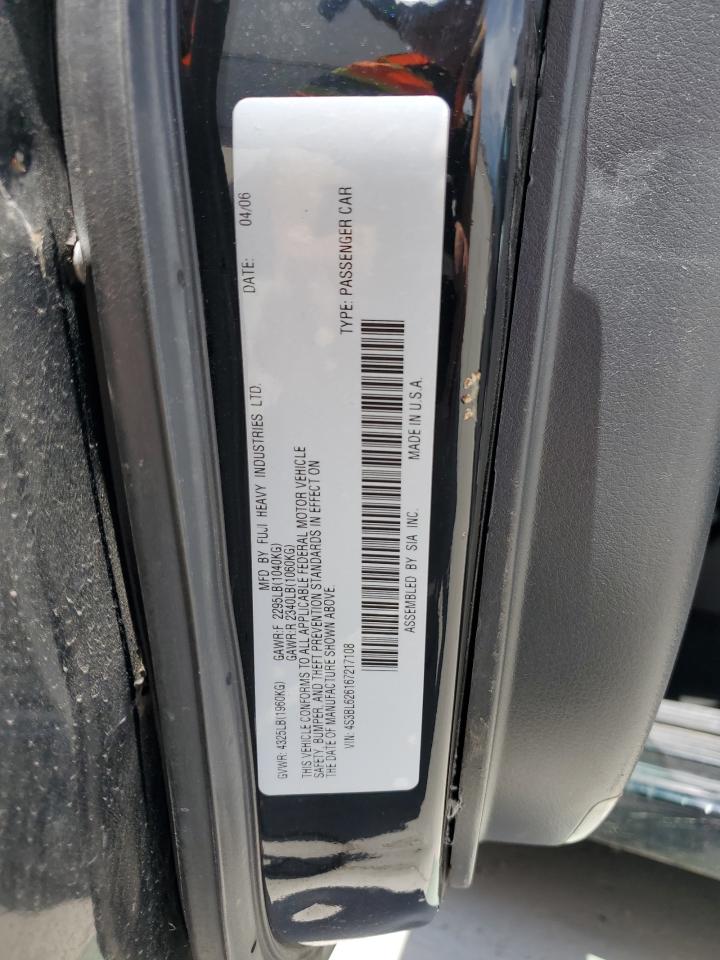 MFD BY FUJI HEAVY INDUSTRIES LTD. DATE: 04/06
GVWR: 4325LB(1960KG) GAWR:F 2295LB(1040KG)
GAWR:R 2340LB(1060KG)
THIS VEHICLE CONFORMS TO ALL APPLICABLE FEDERAL MOTOR VEHICLE
SAFETY, BUMPER, AND THEFT PREVENTION STANDARDS IN EFFECT ON
THE DATE OF MANUFACTURE SHOWN ABOVE.
VIN: 4S3BL626167217108 TYPE: PASSENGER CAR
ASSEMBLED BY SIA INC. MADE IN U.S.A.